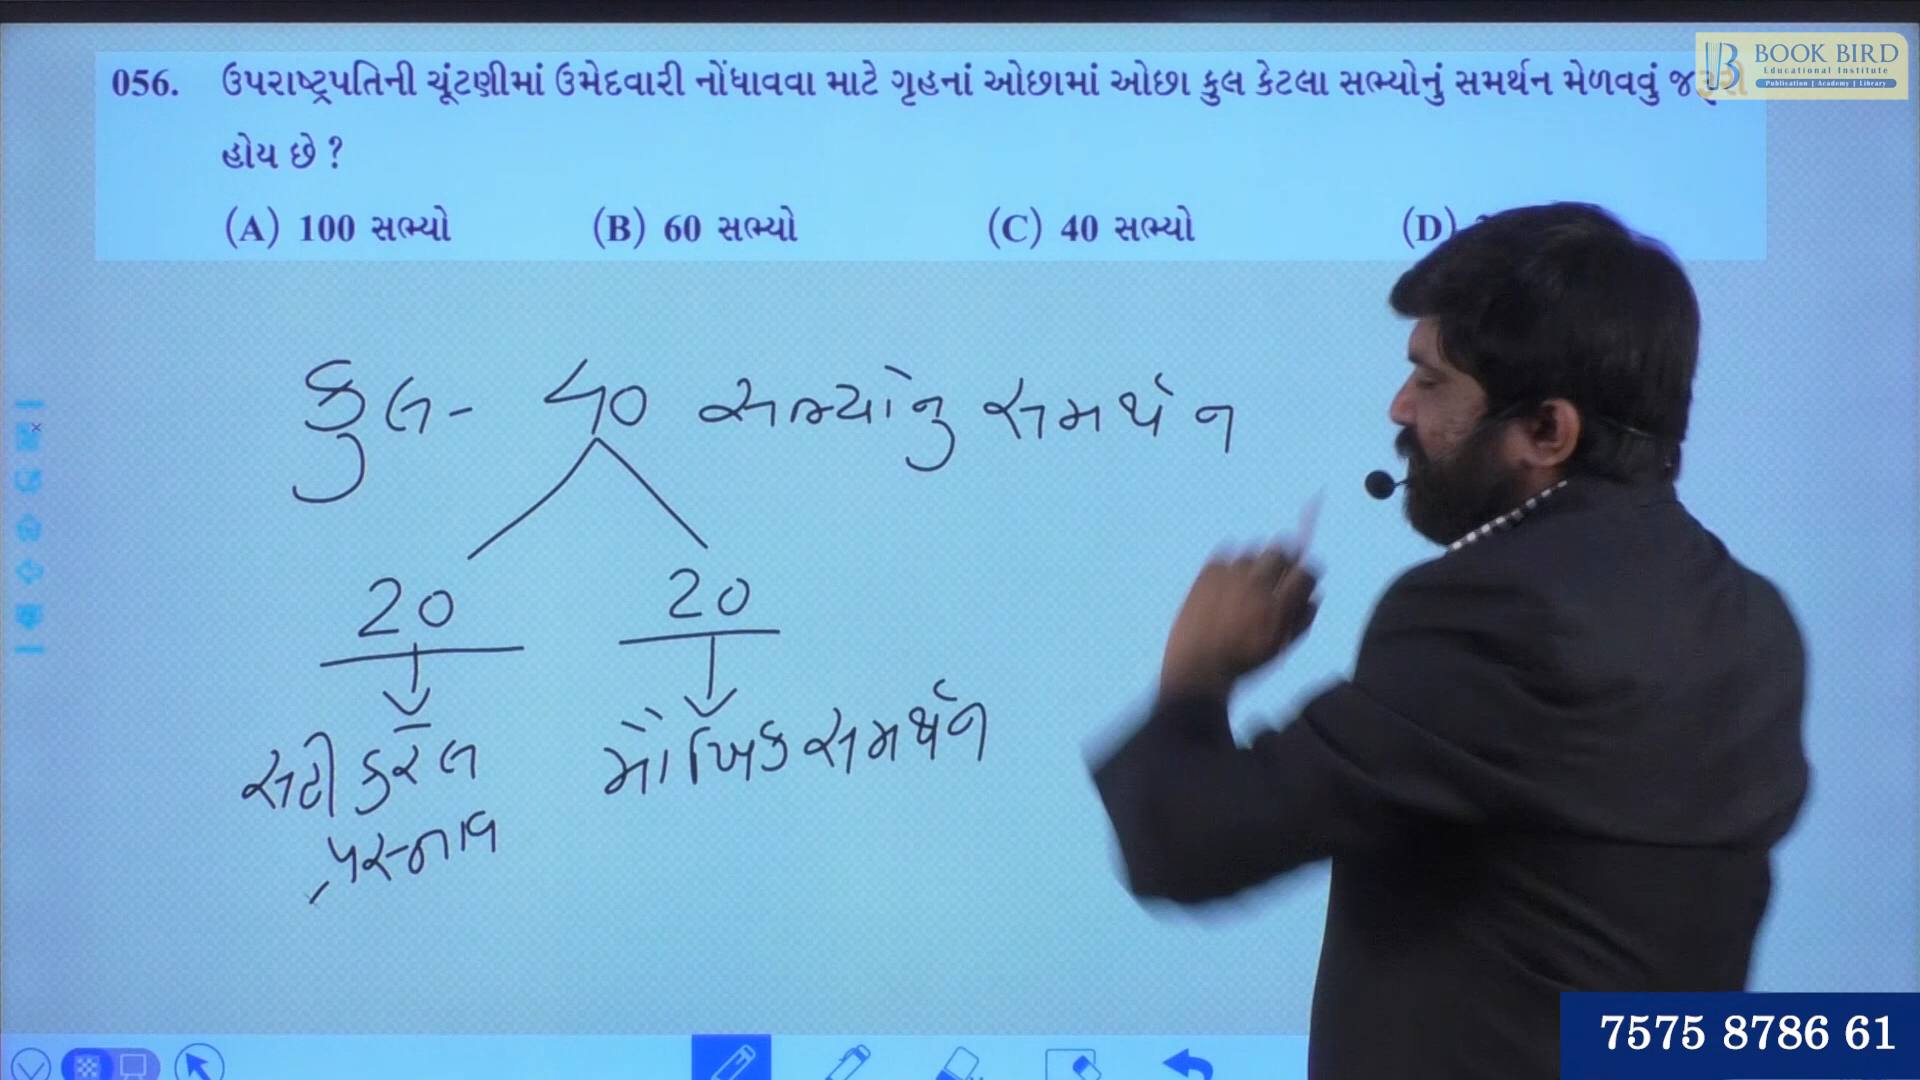 056. ઉપરાષ્ટ્રપતિની ચૂંટણીમાં ઉમેદવારી નોંધાવવા માટે ગૃહનાં ઓછામાં ઓછા કુલ કેટલા સભ્યોનું સમર્થન મેળવવું
હોય છે ?
(A) 100 સભ્યો (B) 60 સભ્યો (C) 40 સભ્યો (D)
BOOK BIRD
Educational Institute
Publication | Academy | Library
કુલ - 40 સભ્યોનુ સમર્થન
20 20
સહી કરેલ મૌખિક સમર્થન
પ્રસ્તાવ
7575 8786 61